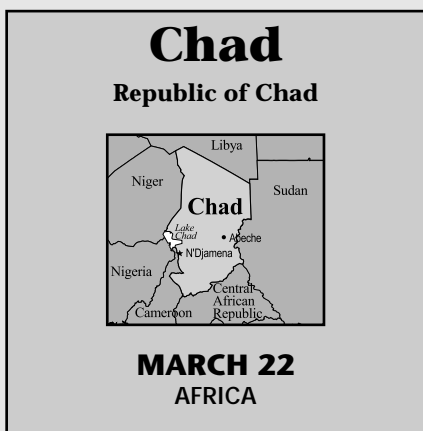 Chad
Republic of Chad
Libya
Niger
Sudan
Chad
Lake
Chad
Abeche
N'Djamena
Nigeria
Central
African
Republic
Cameroon
MARCH 22
AFRICA